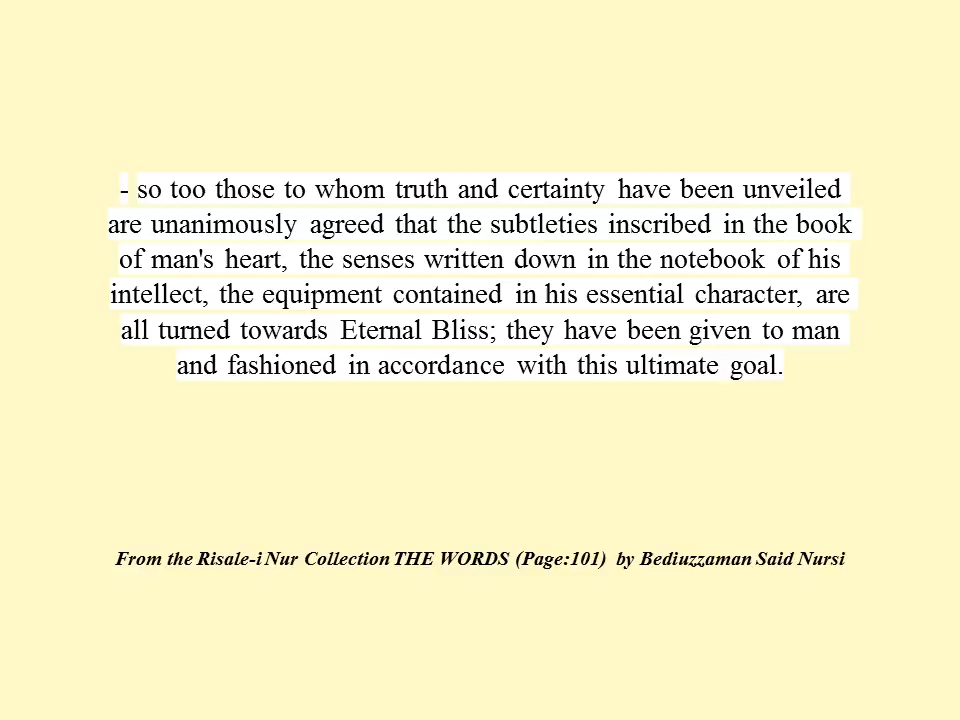 - so too those to whom truth and certainty have been unveiled
are unanimously agreed that the subtleties inscribed in the book
of man's heart, the senses written down in the notebook of his
intellect, the equipment contained in his essential character, are
all turned towards Eternal Bliss; they have been given to man
and fashioned in accordance with this ultimate goal.
From the Risale-i Nur Collection THE WORDS (Page:101) by Bediuzzaman Said Nursi